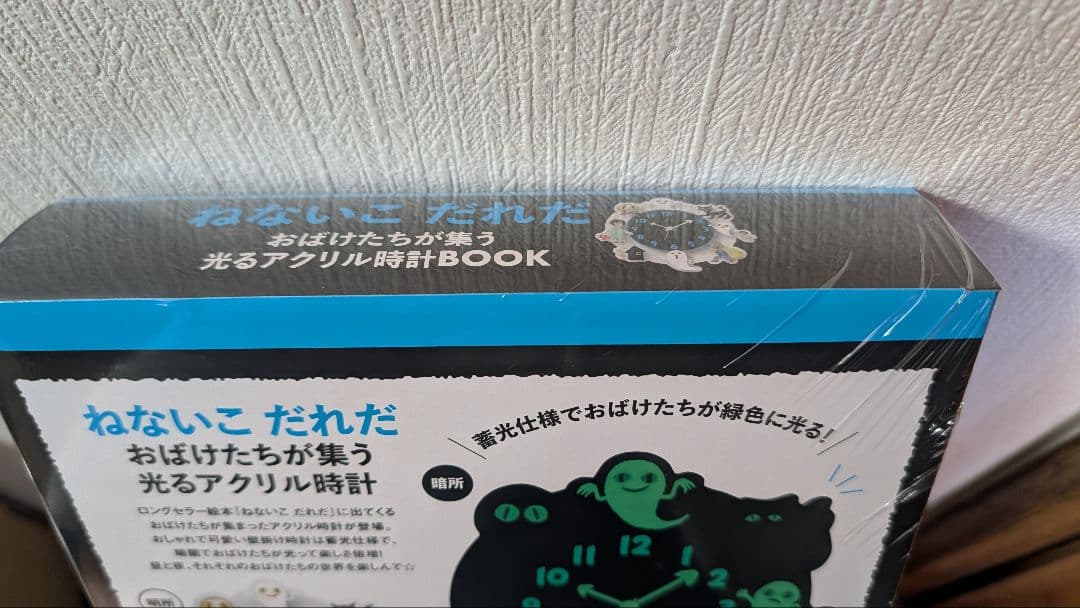 ねないこ だれだ
おばけたちが集う
光るアクリル時計BOOK
ねないこ だれだ
おばけたちが集う
光るアクリル時計
ロングセラー絵本「ねないこ だれだ」に出てくる
おばけたちが集まったアクリル時計が登場。
おしゃれで可愛い壁掛け時計は蓄光仕様で、
暗闇でおばけたちが光って楽しさ倍増!
昼と夜、それぞれのおばけたちの世界を楽しんで☆
蓄光仕様でおばけたちが緑色に光る!
暗所
11 12 1
10 2
9